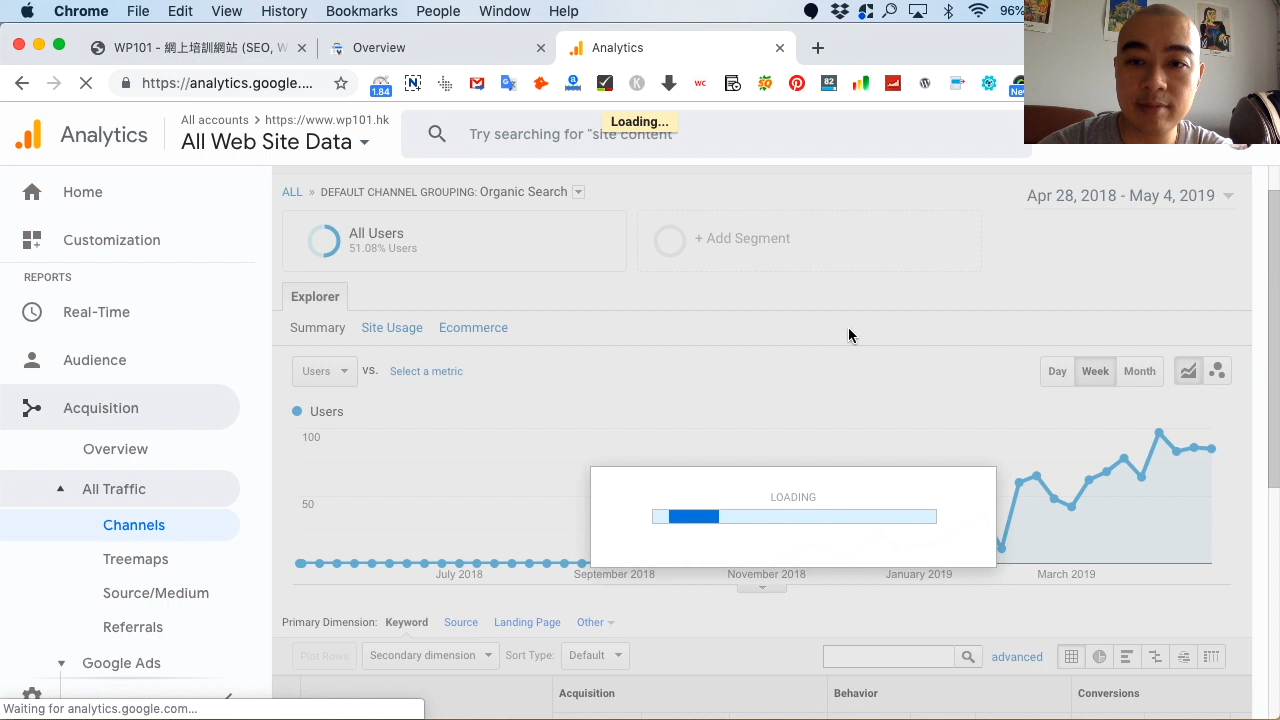 Chrome File Edit View History Bookmarks People Window Help 96%
WP101 - 網上培訓網站 (SEO, W
Overview
Analytics
https://analytics.google....
1.84
82
Analytics
All accounts > https://www.wp101.hk
All Web Site Data
Try searching for "site content"
Loading...
Home
Customization
REPORTS
Real-Time
Audience
Acquisition
Overview
All Traffic
Channels
Treemaps
Source/Medium
Referrals
Google Ads
Waiting for analytics.google.com...
ALL » DEFAULT CHANNEL GROUPING: Organic Search
Apr 28, 2018 - May 4, 2019
All Users
51.08% Users
+ Add Segment
Explorer
Summary Site Usage Ecommerce
Users VS. Select a metric
Day Week Month
Users
100
50
LOADING
July 2018 September 2018 November 2018 January 2019 March 2019
Primary Dimension: Keyword Source Landing Page Other
Plot Rows Secondary dimension Sort Type: Default advanced
Acquisition Behavior Conversions